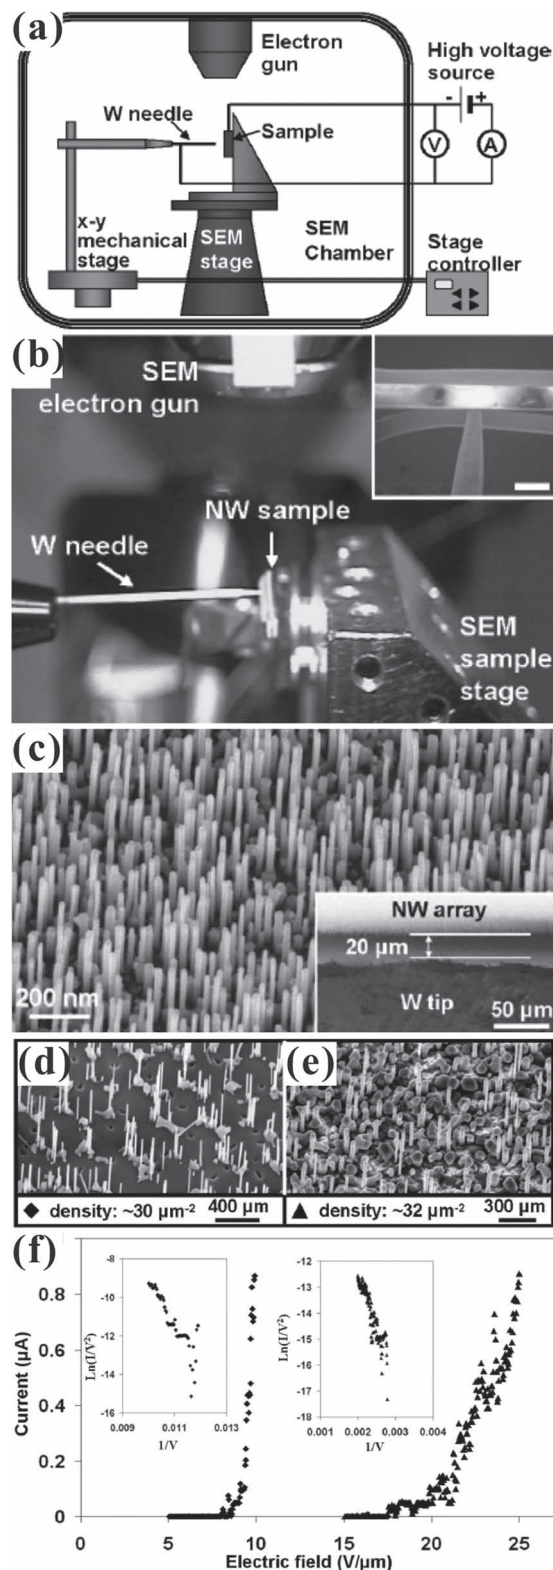 (a)
Electron
gun
High voltage
source
- +
W needle
Sample
V
A
x-y
mechanical
stage
SEM
stage
SEM
Chamber
Stage
controller
(b)
SEM
electron gun
NW sample
W needle
SEM
sample
stage
(c)
NW array
20 µm
W tip
200 nm
50 µm
(d)
(e)
◆ density: ~30 µm⁻² 400 µm
▲ density: ~32 µm⁻² 300 µm
(f)
Current (µA)
0.8
0.6
0.4
0.2
0
0 5 10 15 20 25
Electric field (V/µm)
Ln(I/V²)
-8
-10
-12
-14
-16
0.009 0.011 0.013
1/V
Ln(I/V²)
-12
-13
-14
-15
-16
-17
-18
0.001 0.002 0.003 0.004
1/V